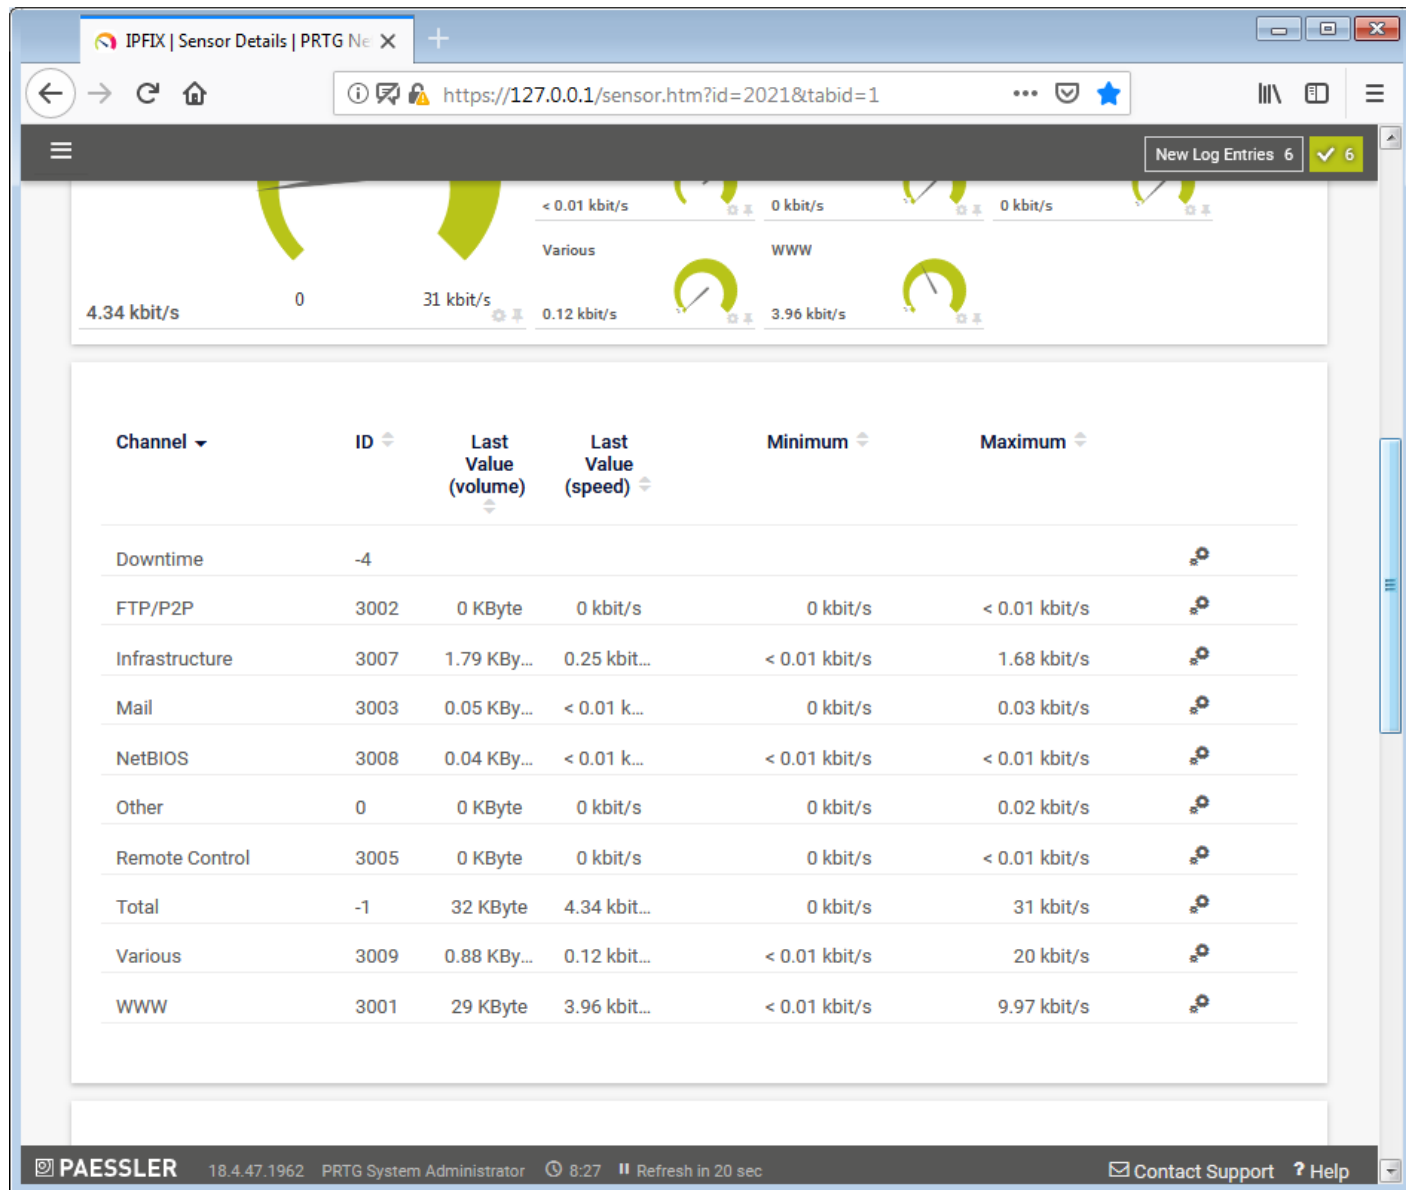 IPFIX | Sensor Details | PRTG Ne
https://127.0.0.1/sensor.htm?id=2021&tabid=1
New Log Entries 6 6
< 0.01 kbit/s 0 kbit/s 0 kbit/s
Various WWW
0 31 kbit/s
4.34 kbit/s 0.12 kbit/s 3.96 kbit/s
Channel ID Last Value (volume) Last Value (speed) Minimum Maximum
Downtime -4
FTP/P2P 3002 0 KByte 0 kbit/s 0 kbit/s < 0.01 kbit/s
Infrastructure 3007 1.79 KBy... 0.25 kbit... < 0.01 kbit/s 1.68 kbit/s
Mail 3003 0.05 KBy... < 0.01 k... 0 kbit/s 0.03 kbit/s
NetBIOS 3008 0.04 KBy... < 0.01 k... < 0.01 kbit/s < 0.01 kbit/s
Other 0 0 KByte 0 kbit/s 0 kbit/s 0.02 kbit/s
Remote Control 3005 0 KByte 0 kbit/s 0 kbit/s < 0.01 kbit/s
Total -1 32 KByte 4.34 kbit... 0 kbit/s 31 kbit/s
Various 3009 0.88 KBy... 0.12 kbit... < 0.01 kbit/s 20 kbit/s
WWW 3001 29 KByte 3.96 kbit... < 0.01 kbit/s 9.97 kbit/s
PAESSLER 18.4.47.1962 PRTG System Administrator 8:27 Refresh in 20 sec Contact Support ? Help